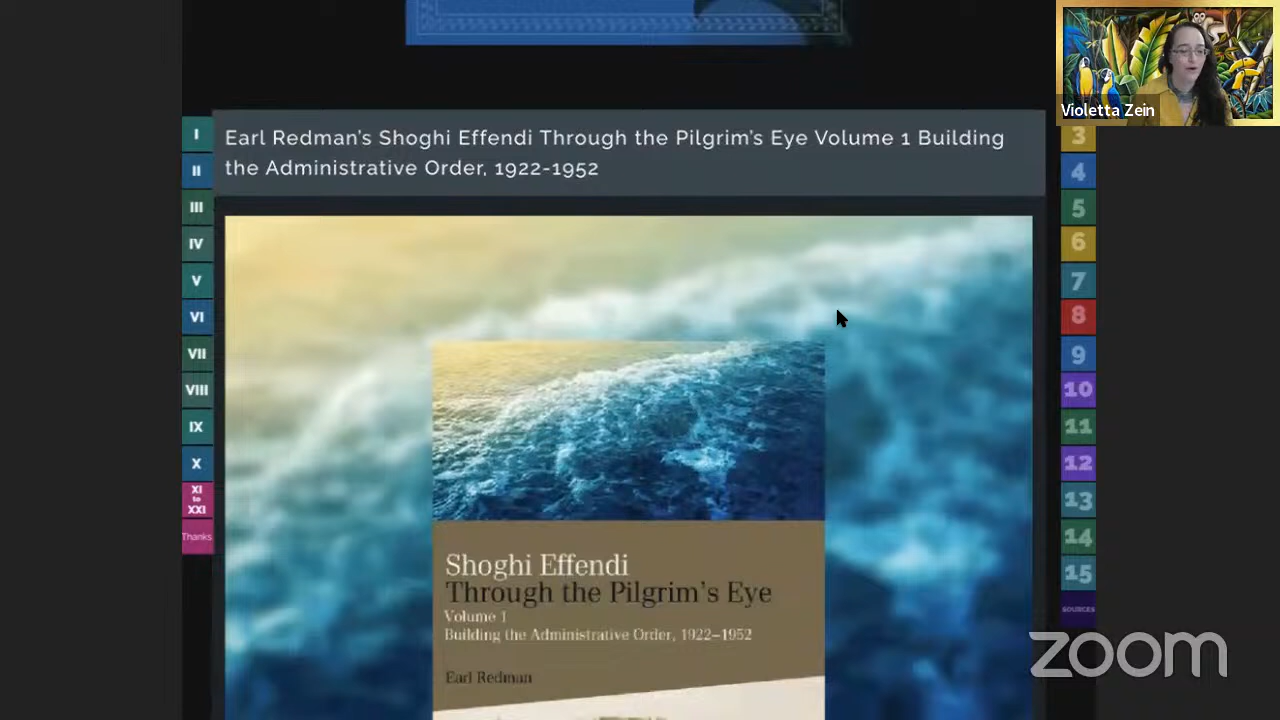 Violetta Zein
Earl Redman's Shoghi Effendi Through the Pilgrim's Eye Volume 1 Building
the Administrative Order, 1922-1952
I
II
III
IV
V
VI
VII
VIII
IX
X
XI
to
XXI
Thanks
Shoghi Effendi
Through the Pilgrim's Eye
Volume 1
Building the Administrative Order, 1922–1952
Earl Redman
3
4
5
6
7
8
9
10
11
12
13
14
15
SOURCES
zoom